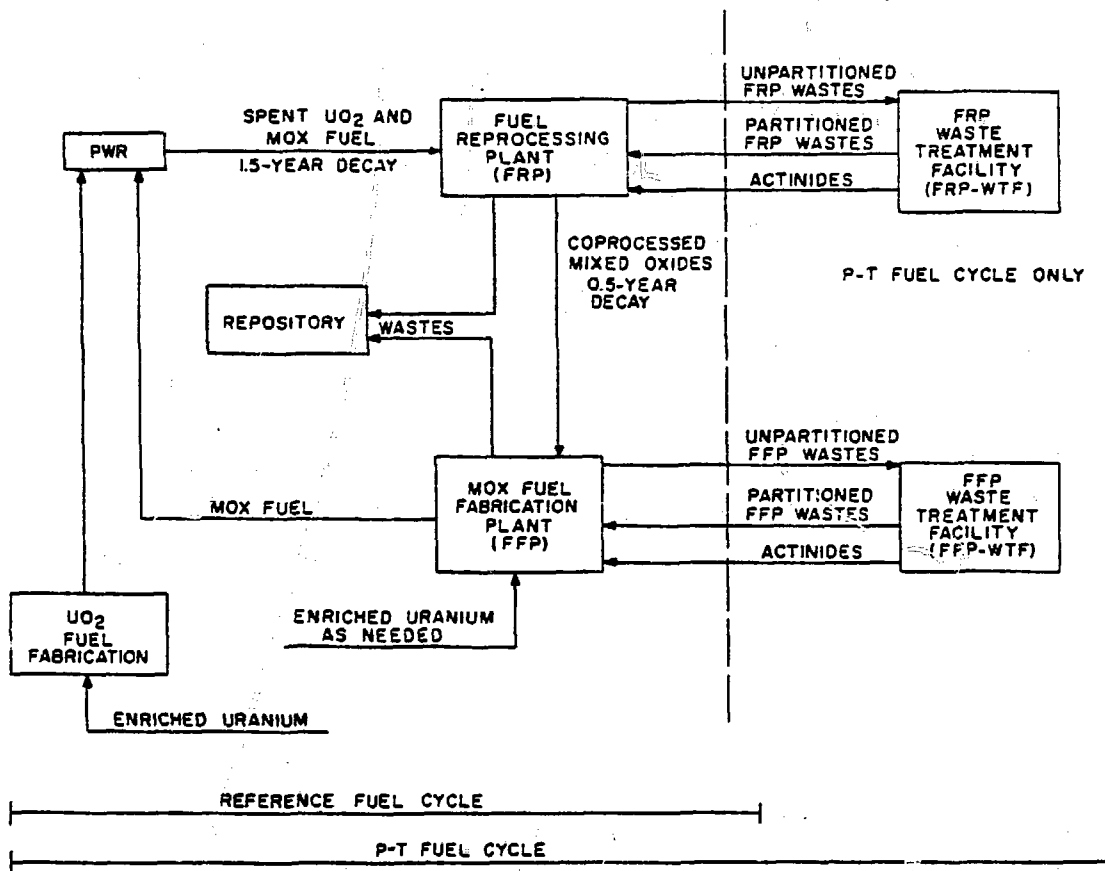 UNPARTITIONED
FRP WASTES
SPENT UO2 AND
MOX FUEL
1.5-YEAR DECAY
PWR
FUEL
REPROCESSING
PLANT
(FRP)
PARTITIONED
FRP WASTES
ACTINIDES
FRP
WASTE
TREATMENT
FACILITY
(FRP-WTF)
COPROCESSED
MIXED OXIDES
0.5-YEAR
DECAY
P-T FUEL CYCLE ONLY
REPOSITORY
WASTES
UNPARTITIONED
FFP WASTES
MOX FUEL
MOX FUEL
FABRICATION
PLANT
(FFP)
PARTITIONED
FFP WASTES
ACTINIDES
FFP
WASTE
TREATMENT
FACILITY
(FFP-WTF)
UO2
FUEL
FABRICATION
ENRICHED URANIUM
AS NEEDED
ENRICHED URANIUM
REFERENCE FUEL CYCLE
P-T FUEL CYCLE